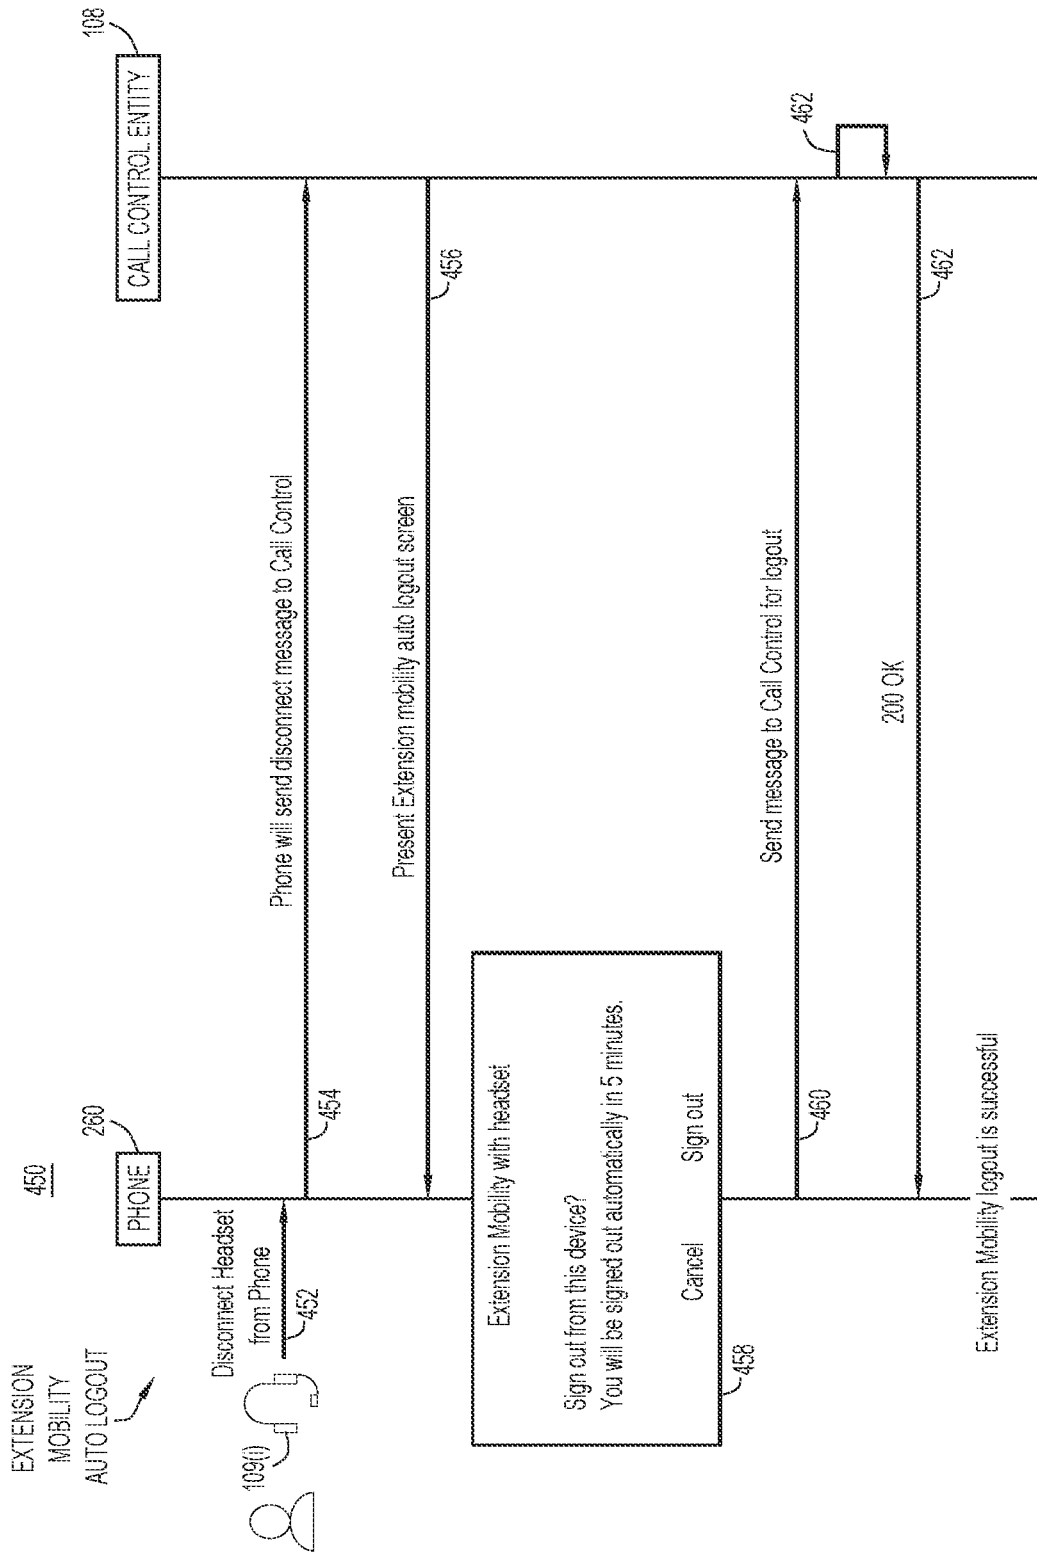 EXTENSION
MOBILITY
AUTO LOGOUT
450
PHONE
260
CALL CONTROL ENTITY
108
109(i)
Disconnect Headset
from Phone
452
Phone will send disconnect message to Call Control
454
Present Extension mobility auto logout screen
456
Extension Mobility with headset
Sign out from this device?
You will be signed out automatically in 5 minutes.
Cancel
Sign out
458
Send message to Call Control for logout
460
462
200 OK
462
Extension Mobility logout is successful